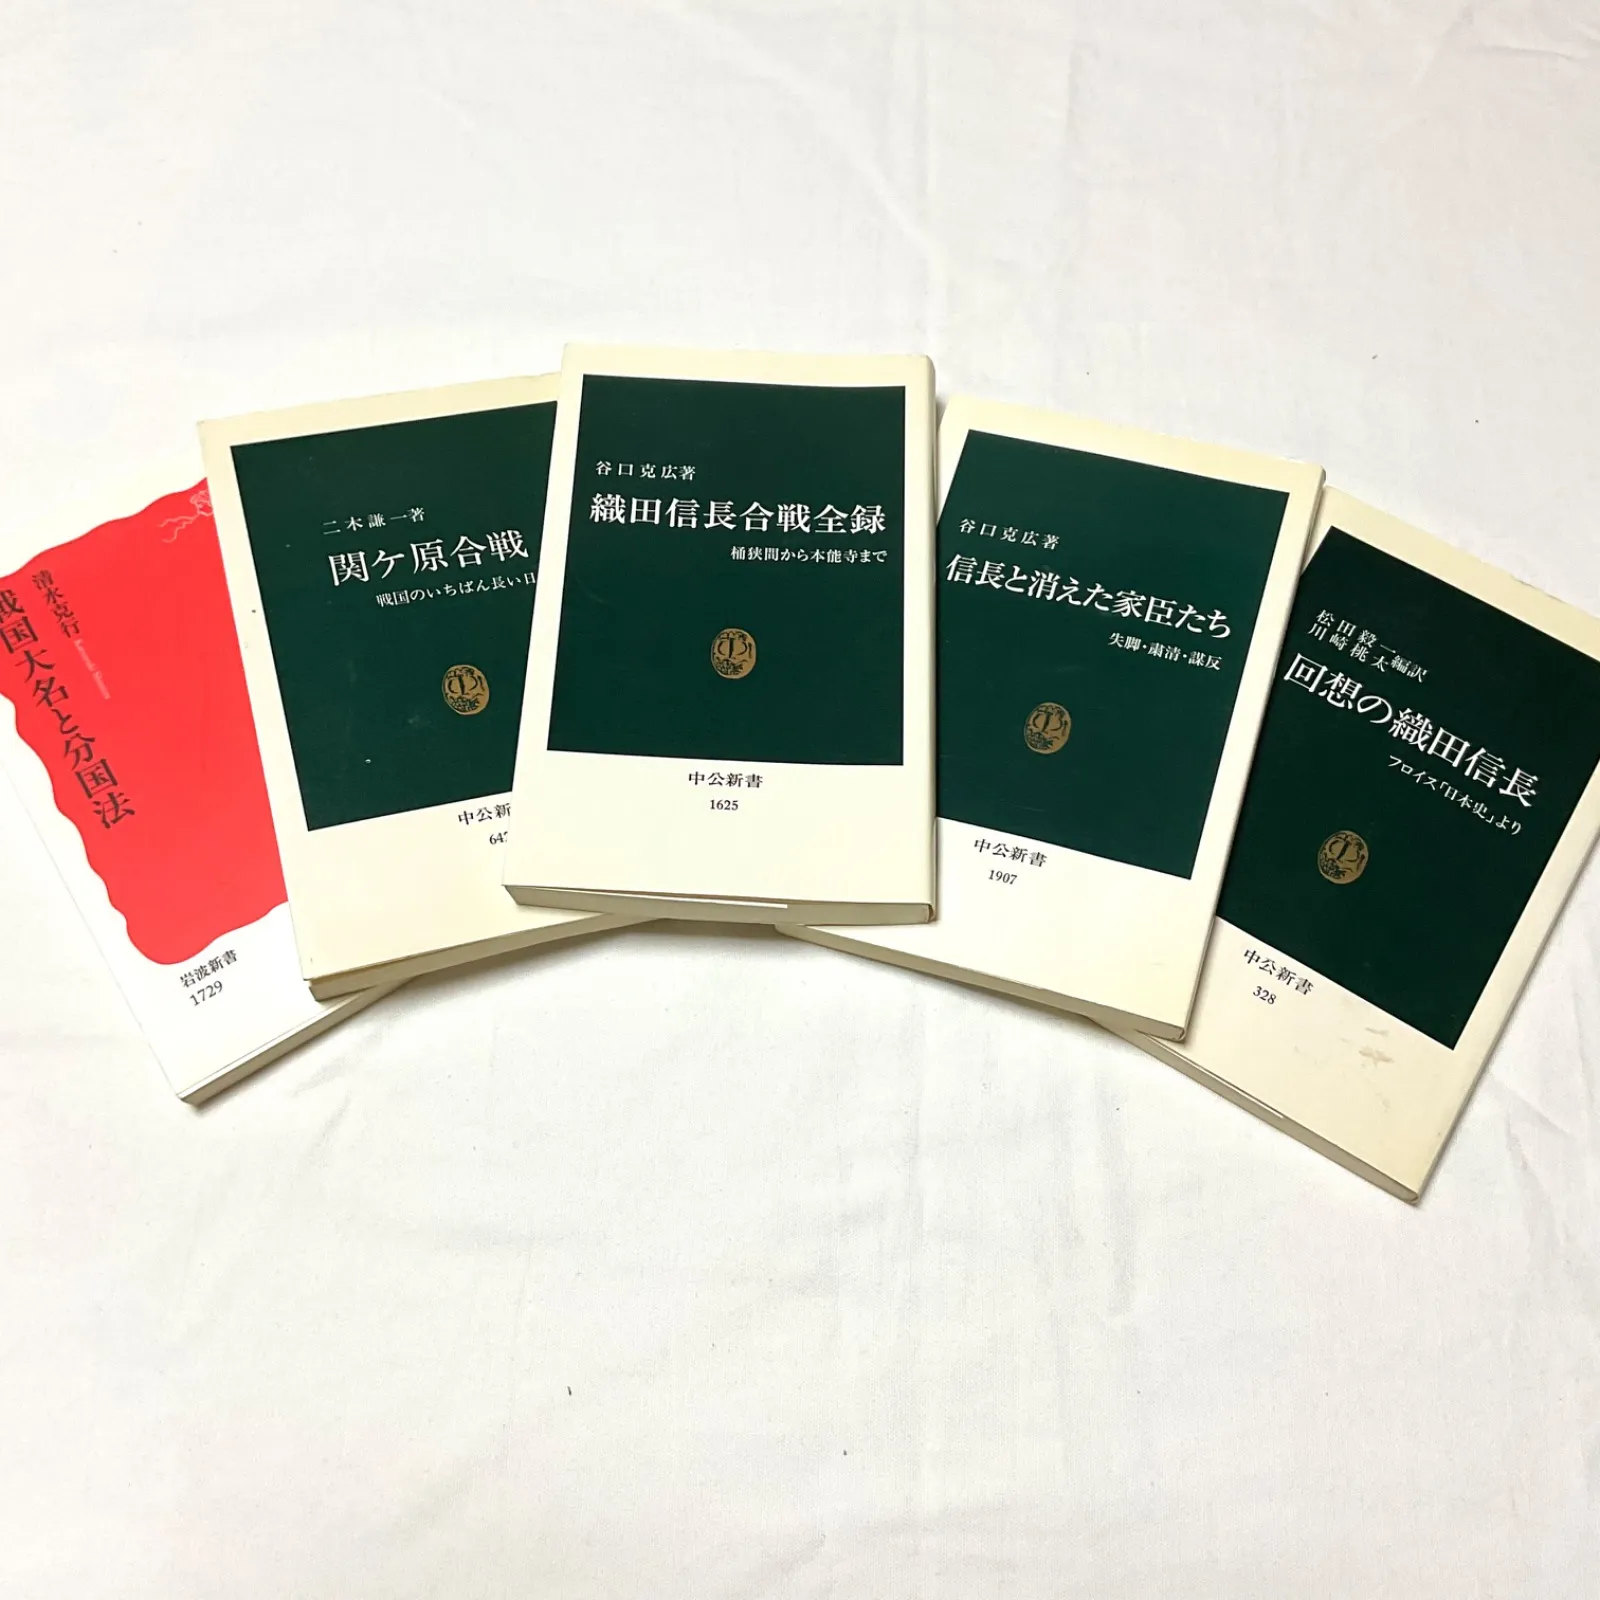 清水克行
戦国大名と分国法
岩波新書
1729
二木謙一著
関ケ原合戦
戦国のいちばん長い日
中公新
64
谷口克広著
織田信長合戦全録
桶狭間から本能寺まで
中公新書
1625
谷口克広著
信長と消えた家臣たち
失脚・粛清・謀反
中公新書
1907
松田毅一編訳
川崎桃太
回想の織田信長
フロイス「日本史」より
中公新書
328